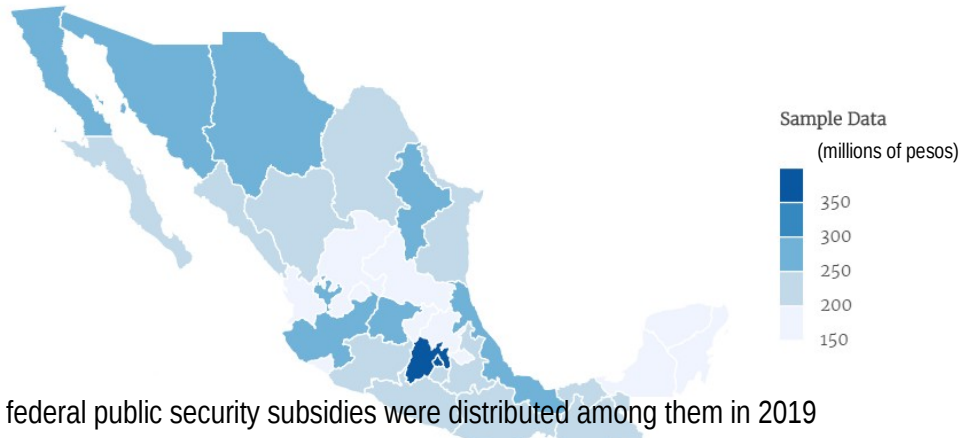 Sample Data
(millions of pesos)
350
300
250
200
150
federal public security subsidies were distributed among them in 2019